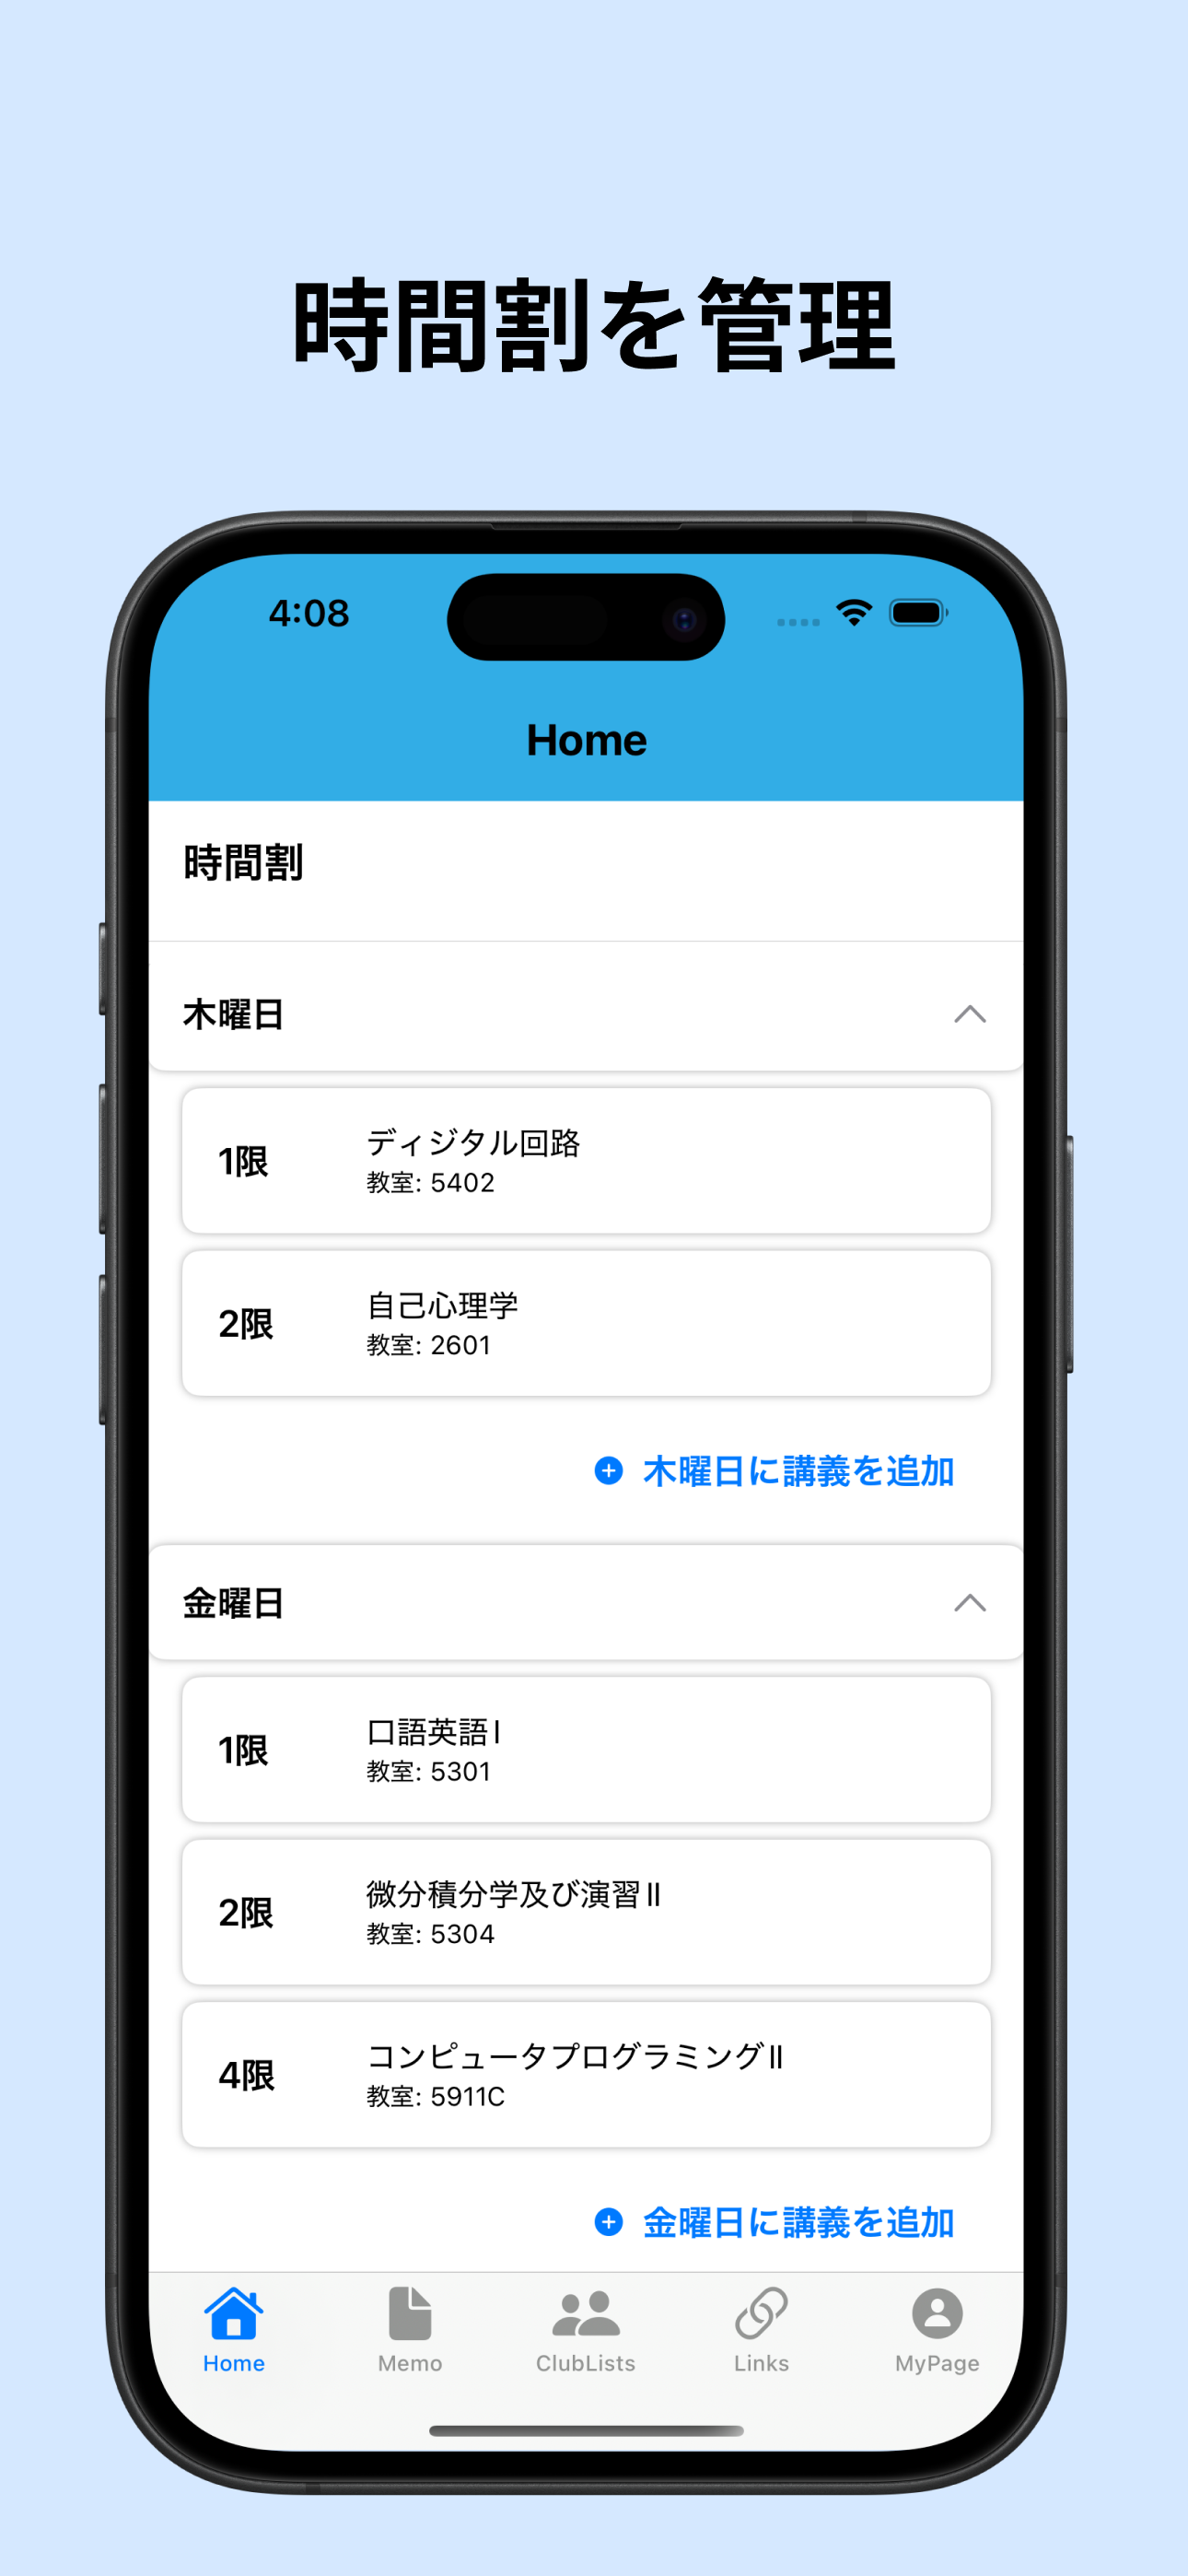 時間割を管理
4:08
Home
時間割
木曜日
1限
ディジタル回路
教室: 5402
2限
自己心理学
教室: 2601
木曜日に講義を追加
金曜日
1限
口語英語Ⅰ
教室: 5301
2限
微分積分学及び演習Ⅱ
教室: 5304
4限
コンピュータプログラミングⅡ
教室: 5911C
金曜日に講義を追加
Home
Memo
ClubLists
Links
MyPage